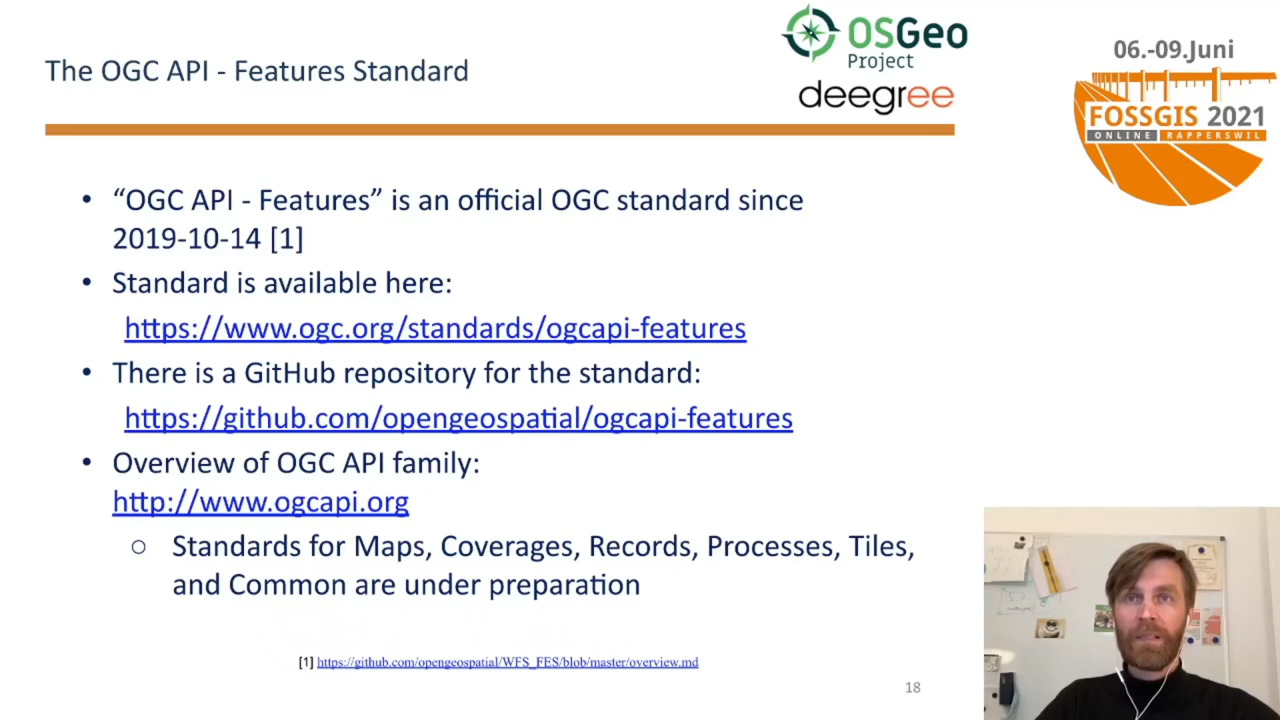 The OGC API - Features Standard
OSGeo
Project
deegree
06.-09.Juni
FOSSGIS 2021
ONLINE RAPPERSWIL
• “OGC API - Features” is an official OGC standard since
2019-10-14 [1]
• Standard is available here:
https://www.ogc.org/standards/ogcapi-features
• There is a GitHub repository for the standard:
https://github.com/opengeospatial/ogcapi-features
• Overview of OGC API family:
http://www.ogcapi.org
○ Standards for Maps, Coverages, Records, Processes, Tiles,
and Common are under preparation
[1] https://github.com/opengeospatial/WFS_FES/blob/master/overview.md
18